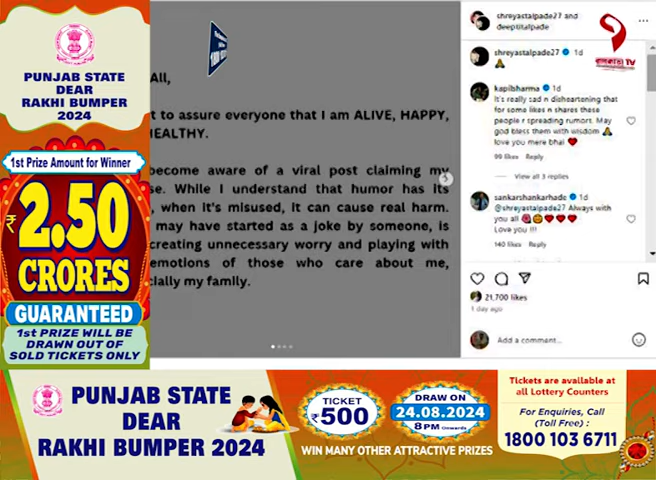 PUNJAB STATE
DEAR
RAKHI BUMPER
2024
1st Prize Amount for Winner
₹2.50
CRORES
GUARANTEED
1st PRIZE WILL BE
DRAWN OUT OF
SOLD TICKETS ONLY
All,
t to assure everyone that I am ALIVE, HAPPY,
HEALTHY.
become aware of a viral post claiming my
se. While I understand that humor has its
, when it's misused, it can cause real harm.
may have started as a joke by someone, is
creating unnecessary worry and playing with
emotions of those who care about me,
cially my family.
shreyastalpade27 and
deeptitalpade
shreyastalpade27 1d
🙏
kapilbharma 1d
It's really sad n disheartening that
for some likes n shares these
people r spreading rumors. May
god bless them with wisdom 🙏
love you mere bhai ❤️
99 likes Reply
View all 3 replies
sankarshankarhade 1d
@shreyastalpade27 Always with
you all
Love you !!!
140 likes Reply
21,700 likes
1 day ago
Add a comment...
PUNJAB STATE
DEAR
RAKHI BUMPER 2024
TICKET
₹500
DRAW ON
24.08.2024
8PM Onwards
WIN MANY OTHER ATTRACTIVE PRIZES
Tickets are available at
all Lottery Counters
For Enquiries, Call
(Toll Free) :
1800 103 6711